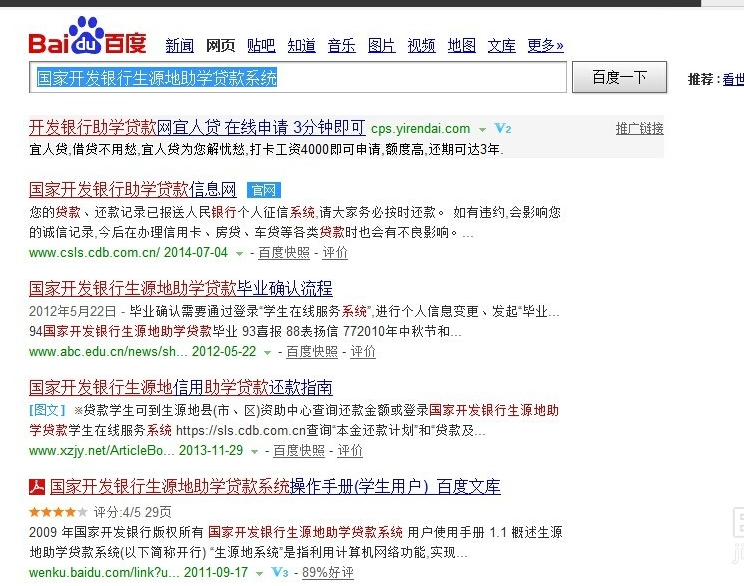 Baidu百度 新闻 网页 贴吧 知道 音乐 图片 视频 地图 文库 更多»
国家开发银行生源地助学贷款系统 百度一下 推荐：看世
开发银行助学贷款网宜人贷 在线申请 3分钟即可 cps.yirendai.com V2 推广链接
宜人贷,借贷不用愁,宜人贷为您解忧愁,打卡工资4000即可申请,额度高,还期可达3年.
国家开发银行助学贷款信息网 官网
您的贷款、还款记录已报送人民银行个人征信系统,请大家务必按时还款。 如有违约,会影响您
的诚信记录,今后在办理信用卡、房贷、车贷等各类贷款时也会有不良影响。...
www.csls.cdb.com.cn/ 2014-07-04 - 百度快照 - 评价
国家开发银行生源地助学贷款毕业确认流程
2012年5月22日 - 毕业确认需要通过登录“学生在线服务系统”,进行个人信息变更、发起“毕业...
94国家开发银行生源地助学贷款毕业 93喜报 88表扬信 772010年中秋节和...
www.abc.edu.cn/news/sh... 2012-05-22 - 百度快照 - 评价
国家开发银行生源地信用助学贷款还款指南
[图文] ※贷款学生可到生源地县(市、区)资助中心查询还款金额或登录国家开发银行生源地助
学贷款学生在线服务系统 https://sls.cdb.com.cn查询“本金还款计划”和“贷款及...
www.xzjy.net/ArticleBo... 2013-11-29 - 百度快照 - 评价
国家开发银行生源地助学贷款系统操作手册(学生用户)_百度文库
评分:4/5 29页
2009 年国家开发银行版权所有 国家开发银行生源地助学贷款系统 用户使用手册 1.1 概述生源
地助学贷款系统(以下简称开行) “生源地系统”是指利用计算机网络功能,实现...
wenku.baidu.com/link?u... 2011-09-17 V3 - 89%好评